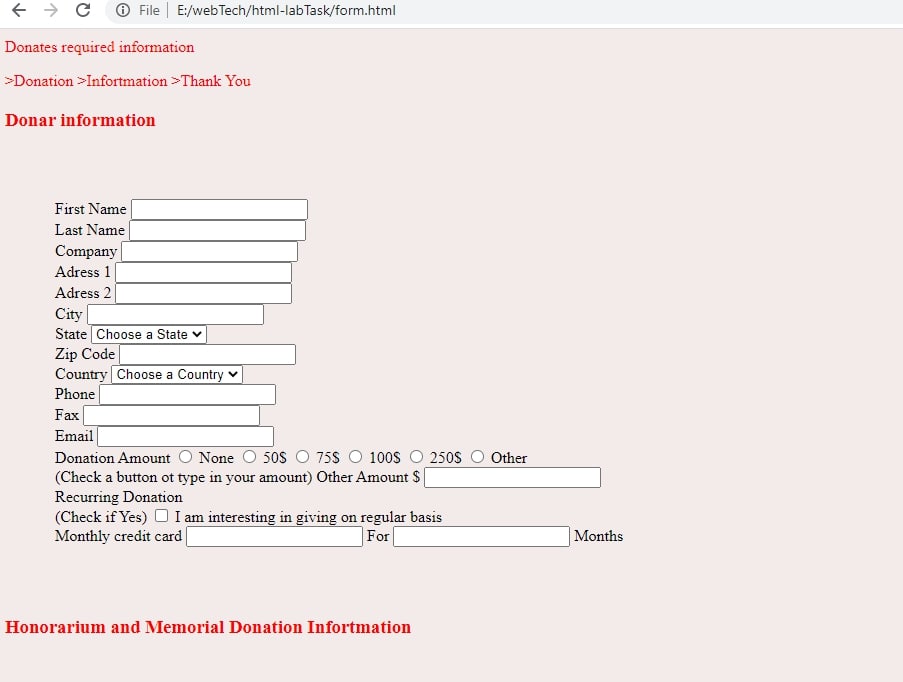 File | E:/webTech/html-labTask/form.html
Donates required information
>Donation >Infortmation >Thank You
Donar information
First Name
Last Name
Company
Adress 1
Adress 2
City
State Choose a State
Zip Code
Country Choose a Country
Phone
Fax
Email
Donation Amount None 50$ 75$ 100$ 250$ Other
(Check a button ot type in your amount) Other Amount $
Recurring Donation
(Check if Yes) I am interesting in giving on regular basis
Monthly credit card For Months
Honorarium and Memorial Donation Infortmation